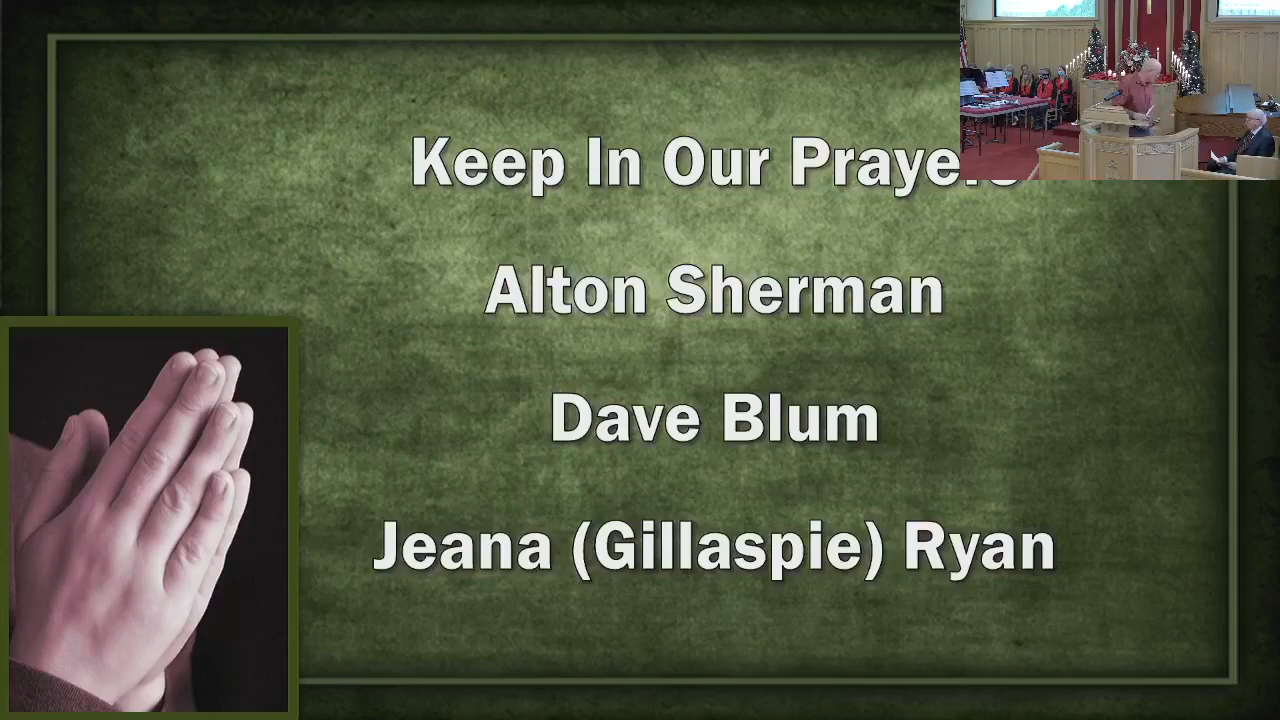 Keep In Our Prayers
Alton Sherman
Dave Blum
Jeana (Gillaspie) Ryan